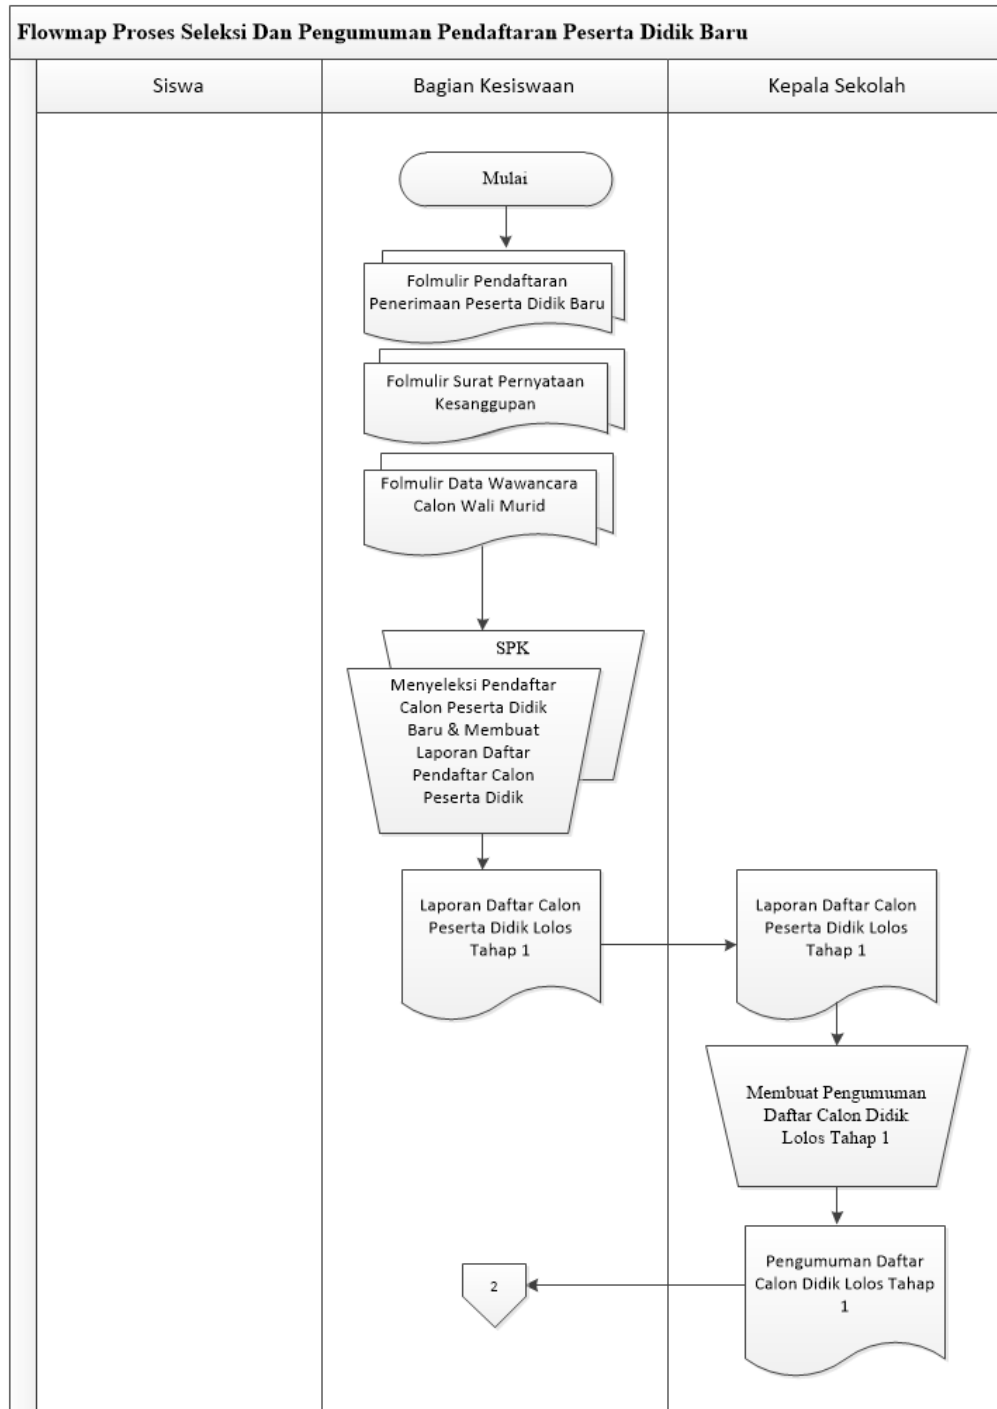 Flowmap Proses Seleksi Dan Pengumuman Pendaftaran Peserta Didik Baru
Siswa
Bagian Kesiswaan
Kepala Sekolah
Mulai
Folmulir Pendaftaran
Penerimaan Peserta Didik Baru
Folmulir Surat Pernyataan
Kesanggupan
Folmulir Data Wawancara
Calon Wali Murid
SPK
Menyeleksi Pendaftar
Calon Peserta Didik
Baru & Membuat
Laporan Daftar
Pendaftar Calon
Peserta Didik
Laporan Daftar Calon
Peserta Didik Lolos
Tahap 1
Laporan Daftar Calon
Peserta Didik Lolos
Tahap 1
Membuat Pengumuman
Daftar Calon Didik
Lolos Tahap 1
Pengumuman Daftar
Calon Didik Lolos Tahap
1
2